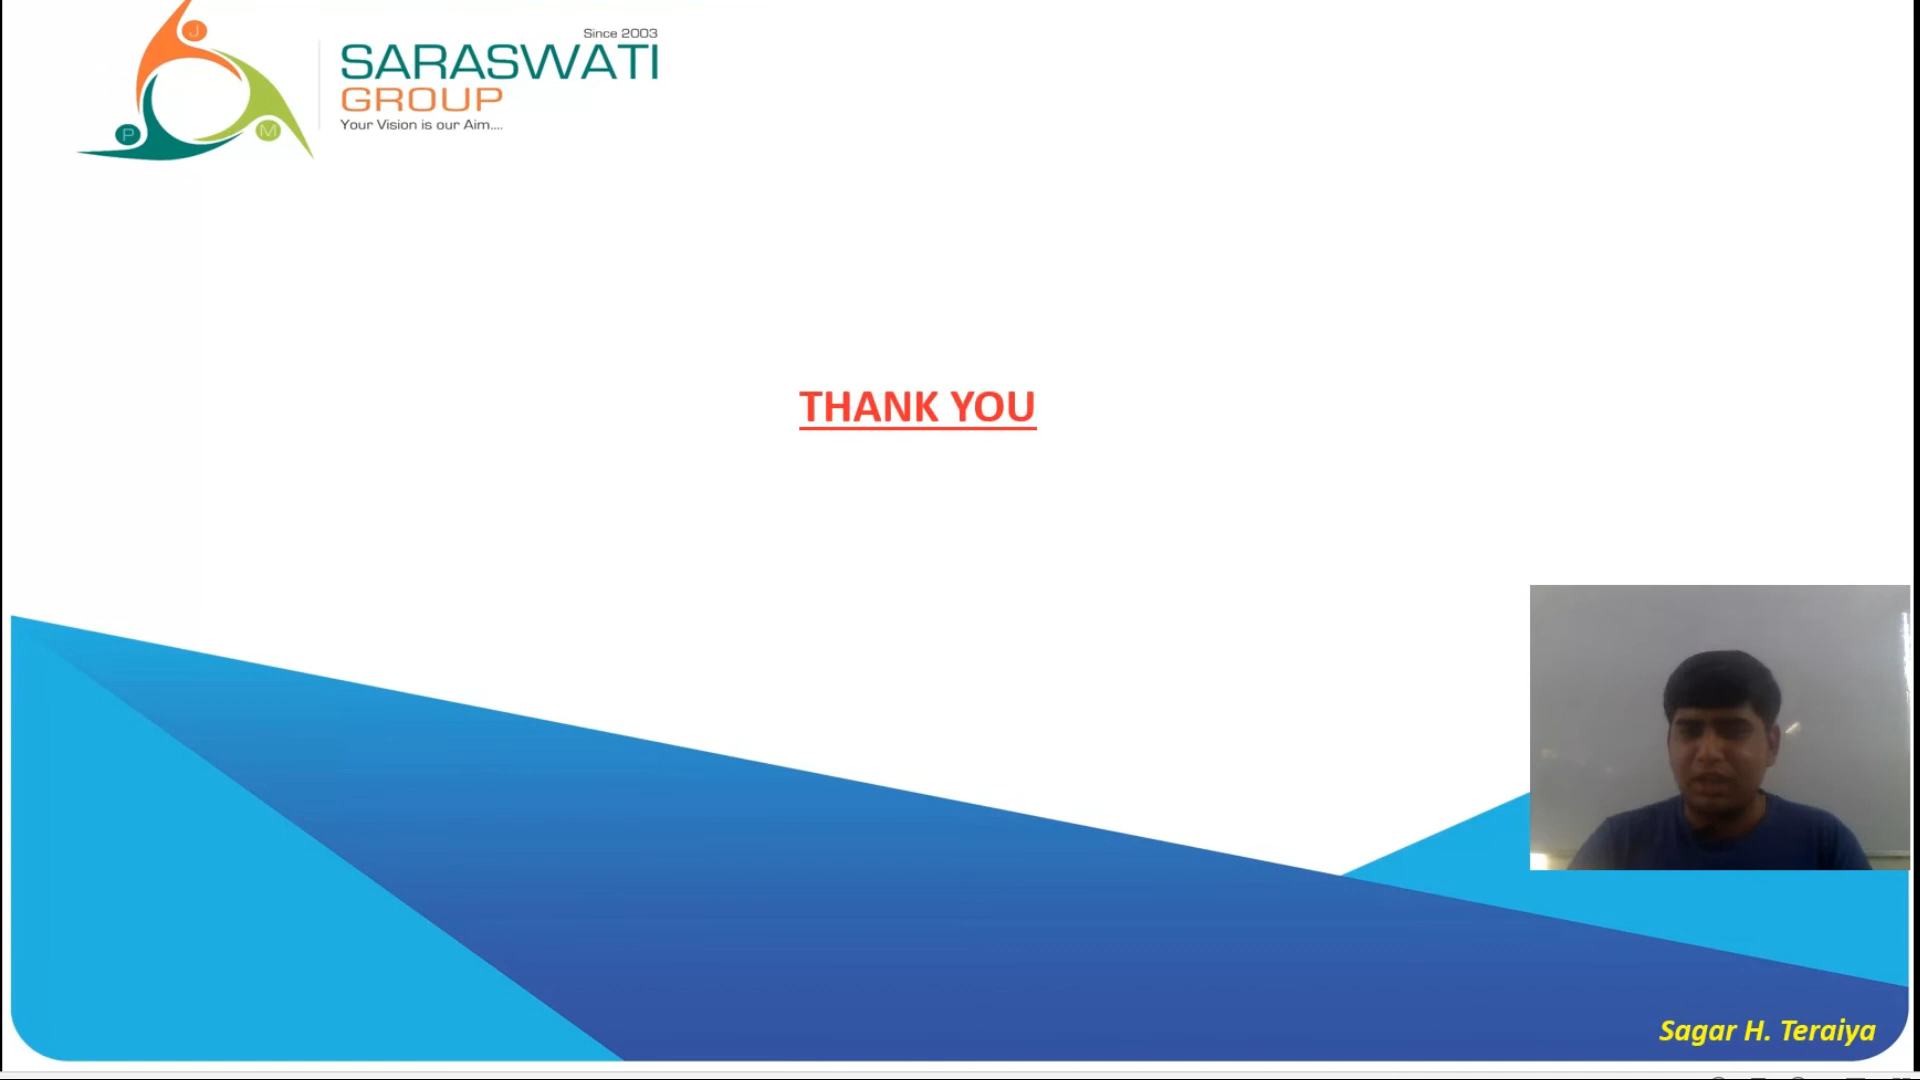 J
P
M
Since 2003
SARASWATI
GROUP
Your Vision is our Aim....
THANK YOU
Sagar H. Teraiya